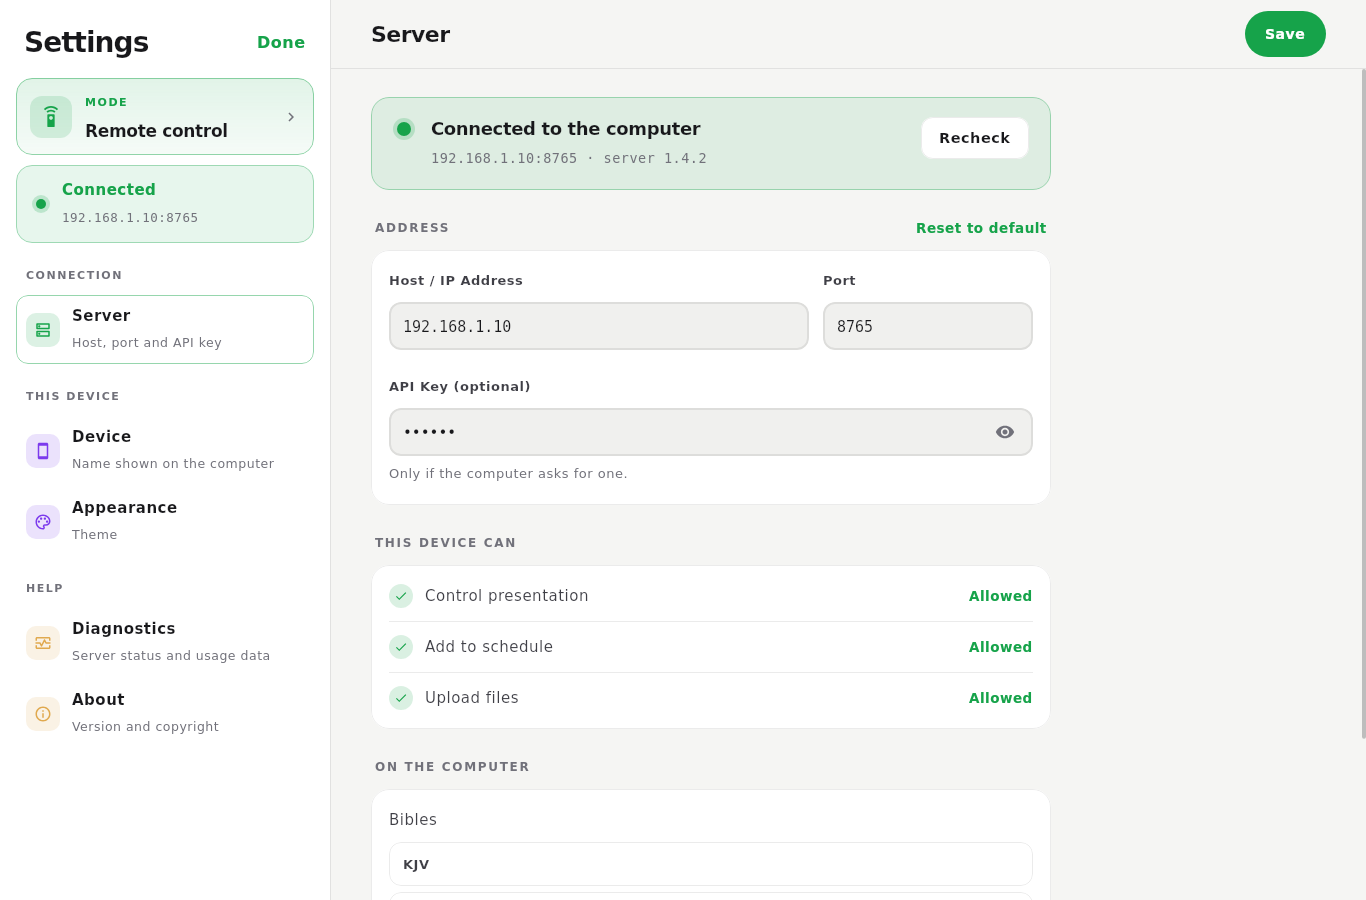 Settings
Done
MODE
Remote control
Connected
192.168.1.10:8765
CONNECTION
Server
Host, port and API key
THIS DEVICE
Device
Name shown on the computer
Appearance
Theme
HELP
Diagnostics
Server status and usage data
About
Version and copyright
Server
Save
Connected to the computer
192.168.1.10:8765 · server 1.4.2
Recheck
ADDRESS
Reset to default
Host / IP Address
Port
192.168.1.10
8765
API Key (optional)
••••••
Only if the computer asks for one.
THIS DEVICE CAN
Control presentation
Allowed
Add to schedule
Allowed
Upload files
Allowed
ON THE COMPUTER
Bibles
KJV